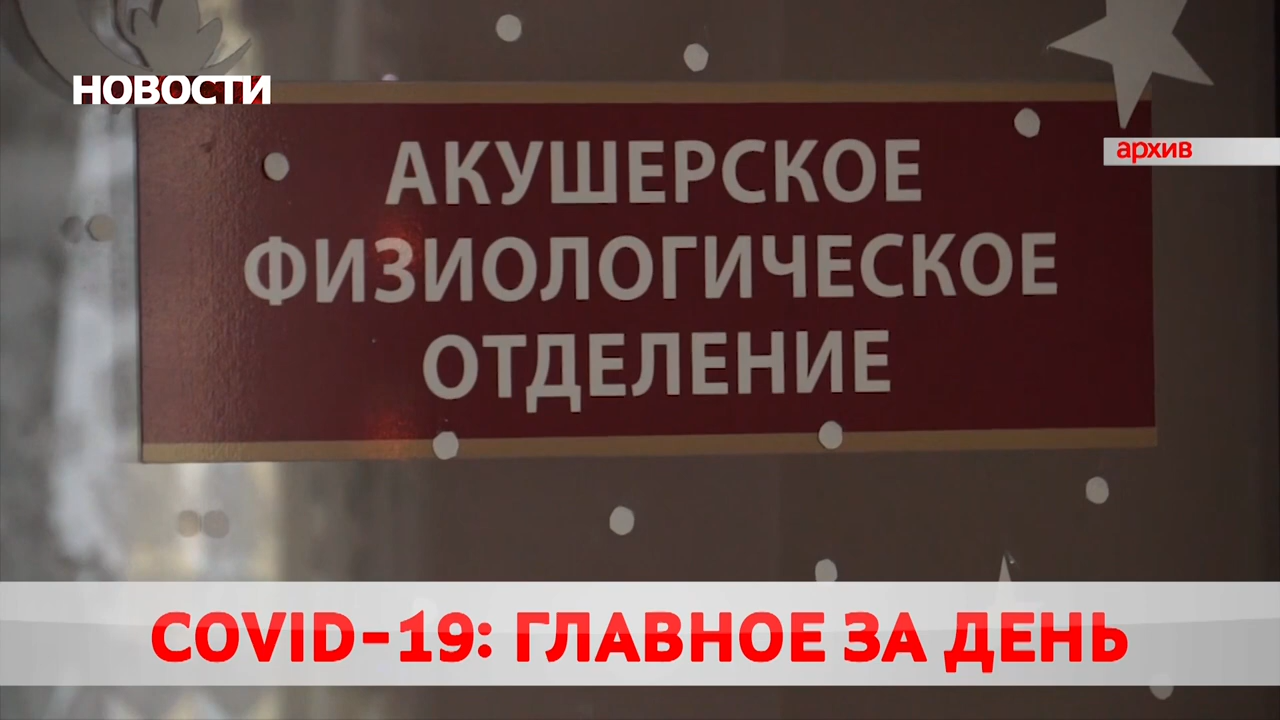 НОВОСТИ
архив
АКУШЕРСКОЕ
ФИЗИОЛОГИЧЕСКОЕ
ОТДЕЛЕНИЕ
COVID-19: ГЛАВНОЕ ЗА ДЕНЬ